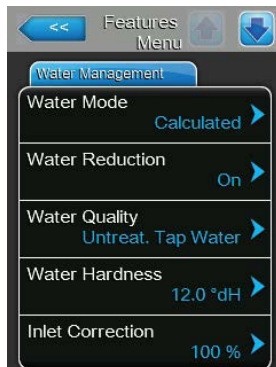 <<
Features
Menu
Water Management
Water Mode
Calculated
Water Reduction
On
Water Quality
Untreat. Tap Water
Water Hardness
12.0 °dH
Inlet Correction
100 %